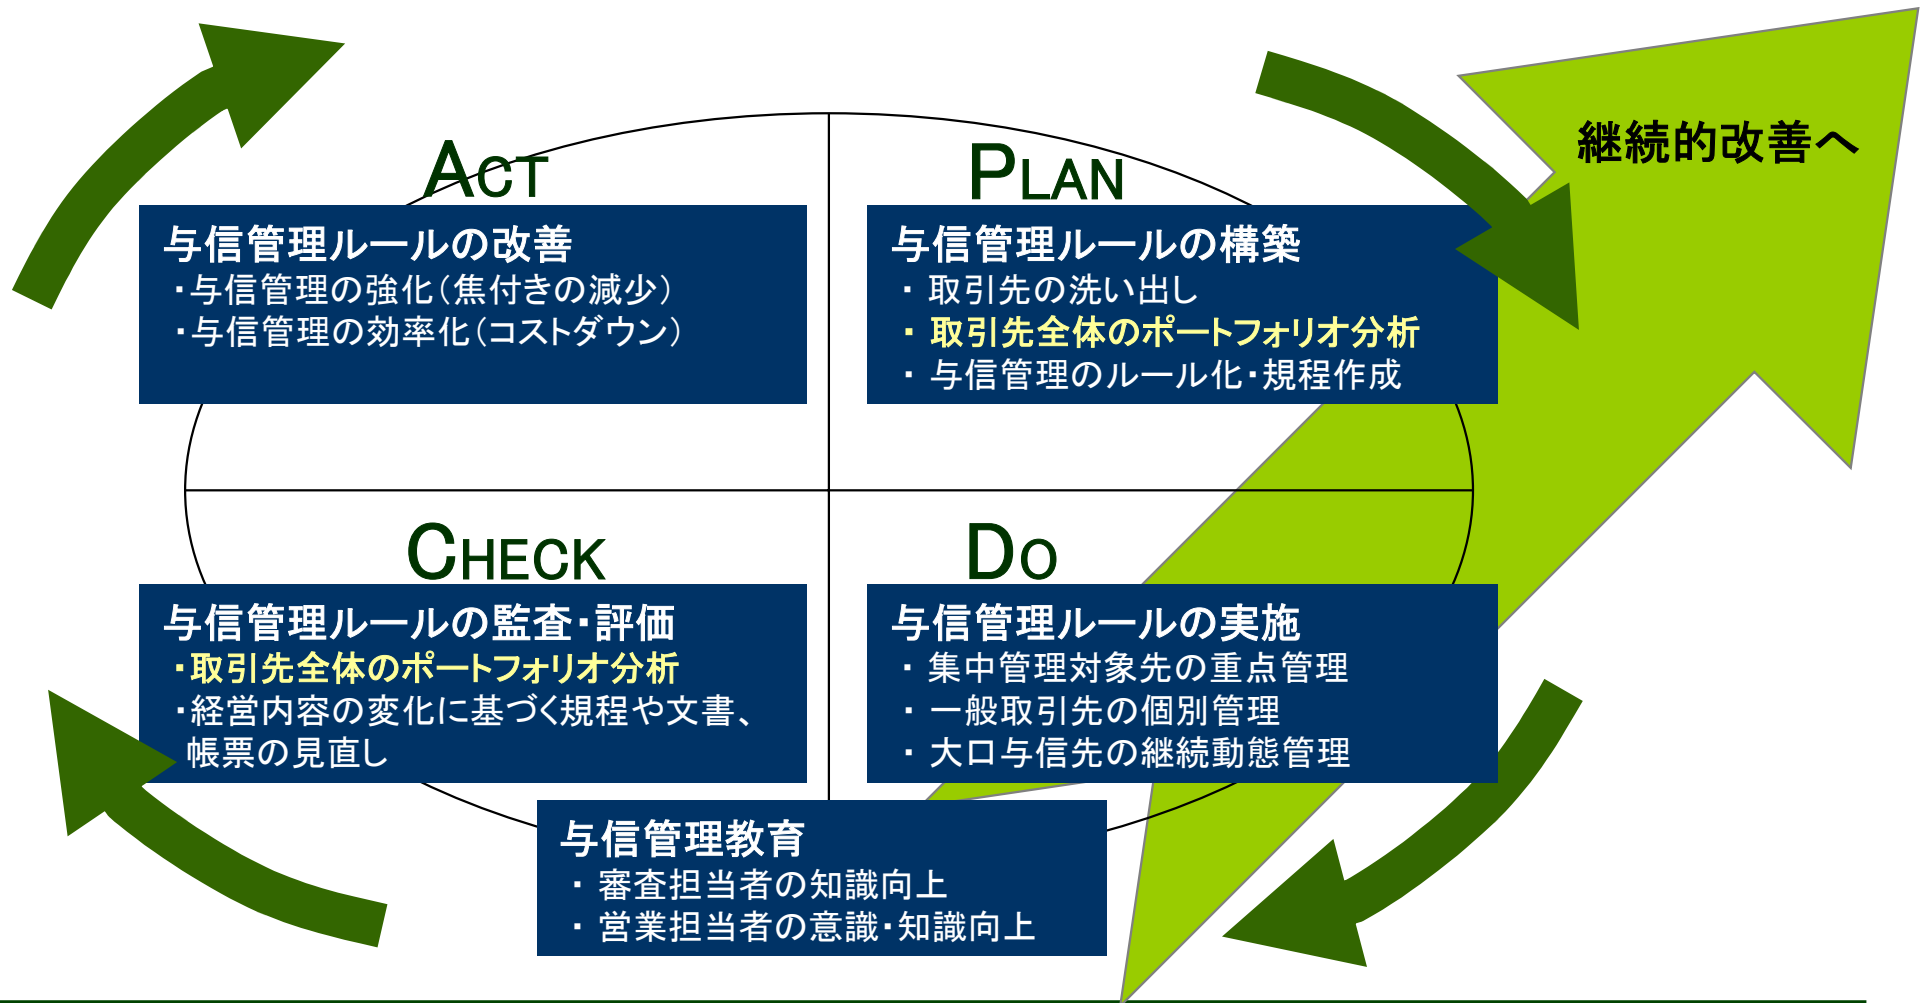 継続的改善へ
ACT
与信管理ルールの改善
・与信管理の強化（焦付きの減少）
・与信管理の効率化（コストダウン）
PLAN
与信管理ルールの構築
・ 取引先の洗い出し
・ 取引先全体のポートフォリオ分析
・ 与信管理のルール化・規程作成
CHECK
与信管理ルールの監査・評価
・取引先全体のポートフォリオ分析
・経営内容の変化に基づく規程や文書、
帳票の見直し
DO
与信管理ルールの実施
・ 集中管理対象先の重点管理
・ 一般取引先の個別管理
・ 大口与信先の継続動態管理
与信管理教育
・ 審査担当者の知識向上
・ 営業担当者の意識・知識向上